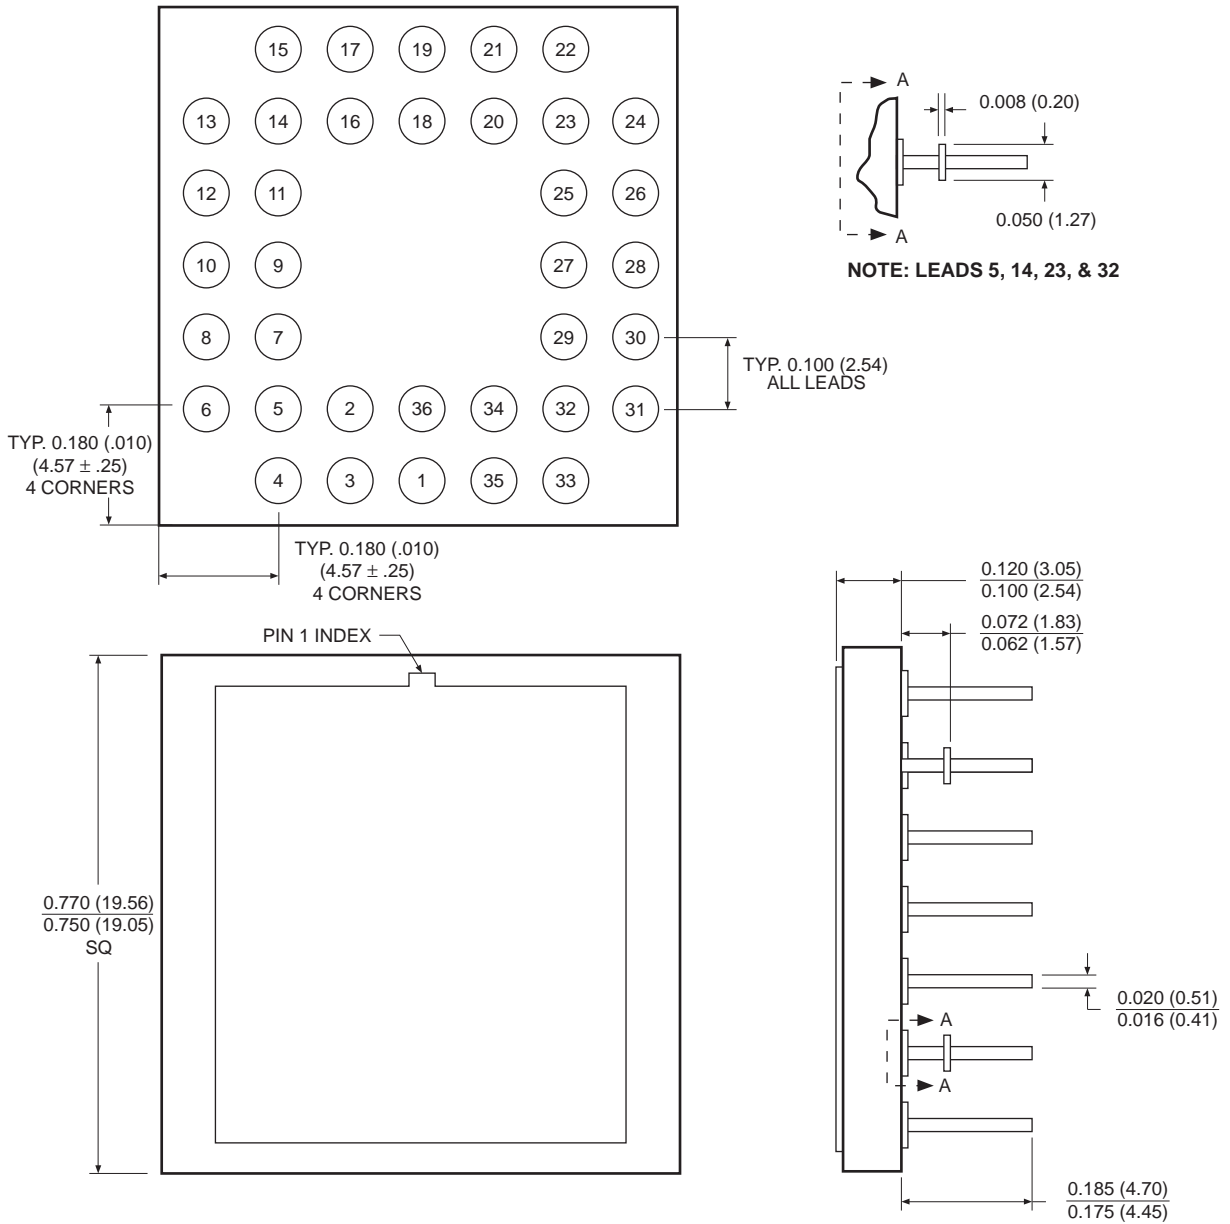 15 17 19 21 22
13 14 16 18 20 23 24
12 11 25 26
10 9 27 28
8 7 29 30
6 5 2 36 34 32 31
4 3 1 35 33
TYP. 0.100 (2.54)
ALL LEADS
TYP. 0.180 (.010)
(4.57 ± .25)
4 CORNERS
TYP. 0.180 (.010)
(4.57 ± .25)
4 CORNERS
A
0.008 (0.20)
0.050 (1.27)
A
NOTE: LEADS 5, 14, 23, & 32
PIN 1 INDEX
0.770 (19.56)
0.750 (19.05)
SQ
0.120 (3.05)
0.100 (2.54)
0.072 (1.83)
0.062 (1.57)
0.020 (0.51)
0.016 (0.41)
A
A
0.185 (4.70)
0.175 (4.45)